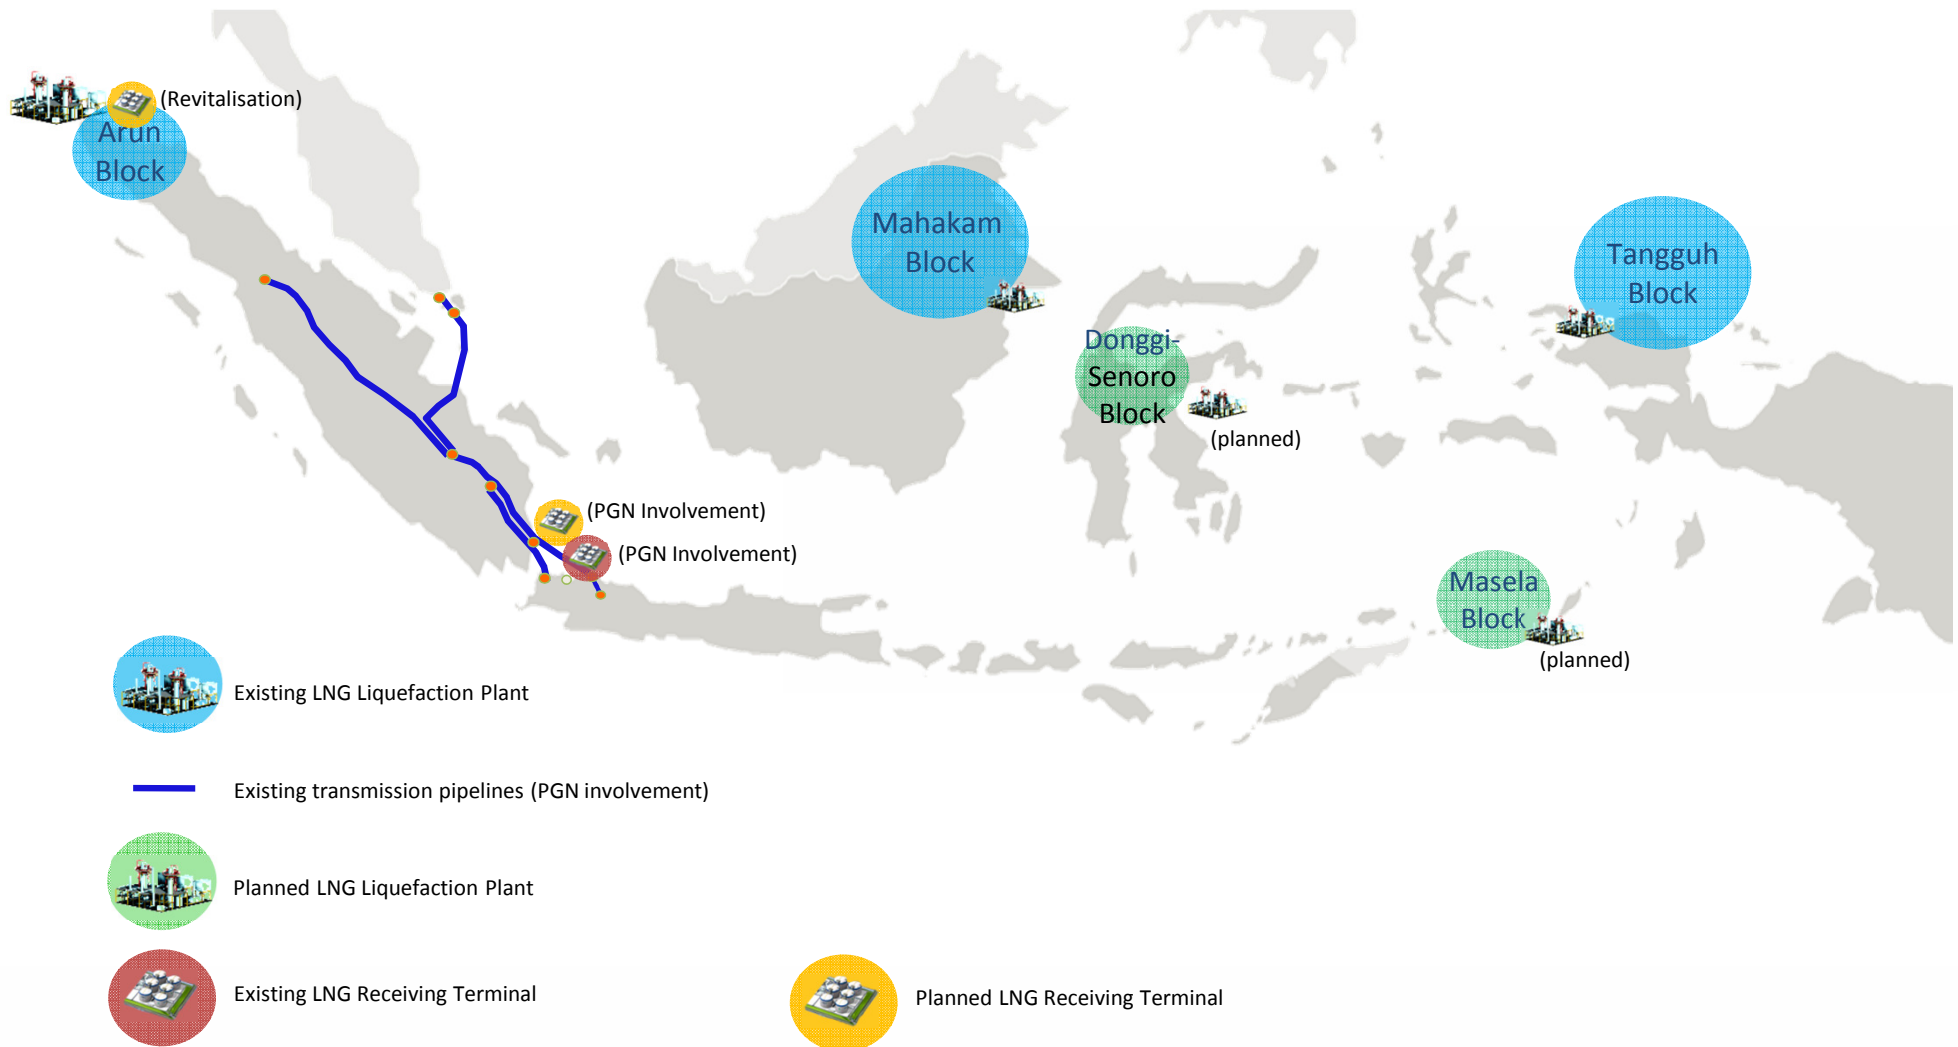 (Revitalisation)
Arun
Block
Mahakam
Block
Tangguh
Block
Donggi-
Senoro
Block
(planned)
(PGN Involvement)
(PGN Involvement)
Masela
Block
(planned)
Existing LNG Liquefaction Plant
Existing transmission pipelines (PGN involvement)
Planned LNG Liquefaction Plant
Existing LNG Receiving Terminal
Planned LNG Receiving Terminal